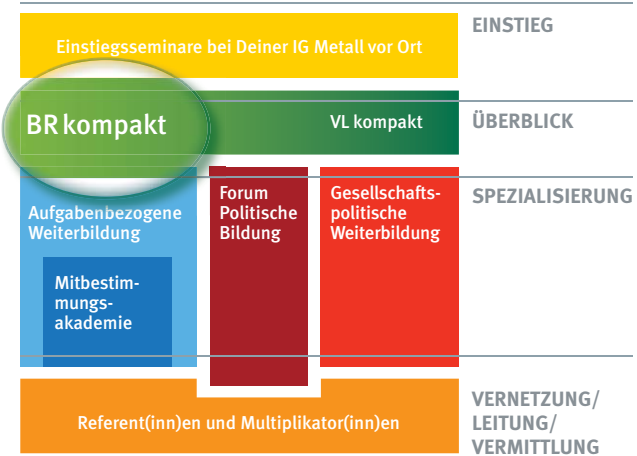 EINSTIEG
Einstiegsseminare bei Deiner IG Metall vor Ort
BR kompakt
VL kompakt
ÜBERBLICK
SPEZIALISIERUNG
Aufgabenbezogene
Weiterbildung
Mitbestim-
mungs-
akademie
Forum
Politische
Bildung
Gesellschafts-
politische
Weiterbildung
Referent(inn)en und Multiplikator(inn)en
VERNETZUNG/
LEITUNG/
VERMITTLUNG